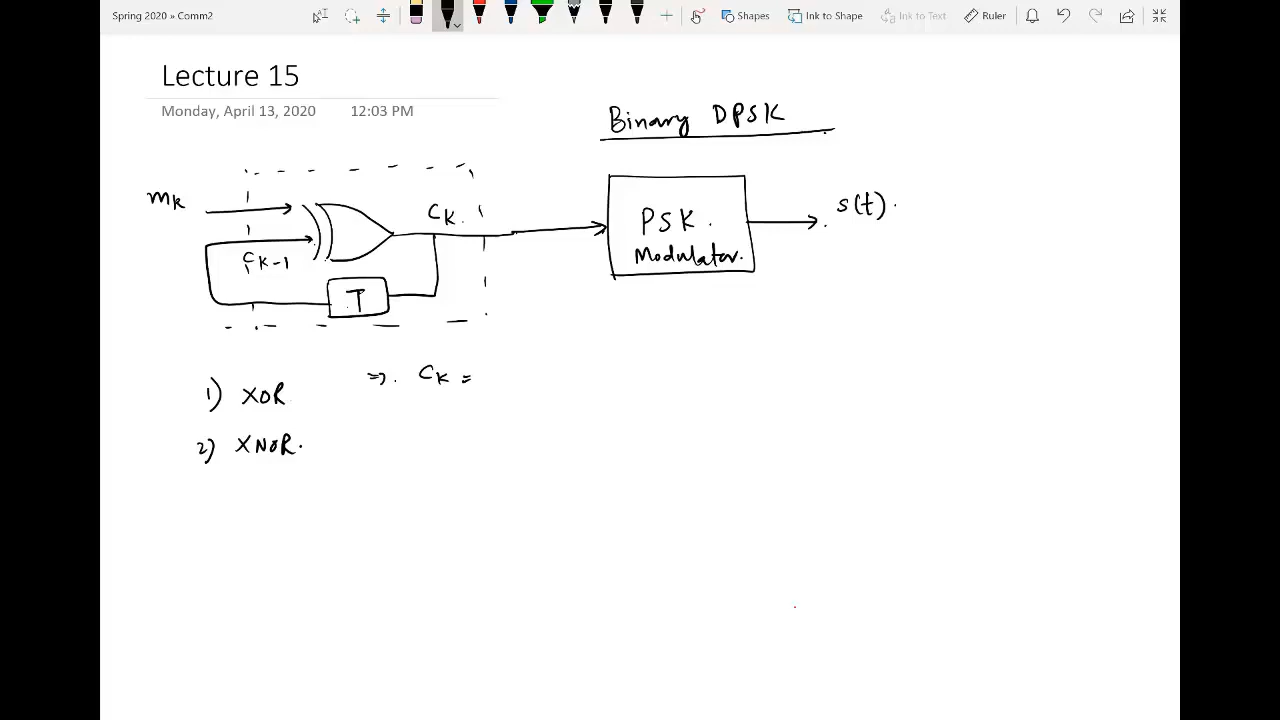 Spring 2020 » Comm2
Shapes
Ink to Shape
Ink to Text
Ruler
Lecture 15
Monday, April 13, 2020 12:03 PM
Binary DPSK
mK
CK.
CK-1
T
PSK.
Modulator.
s(t).
1) XOR
⇒. CK =
2) XNOR.